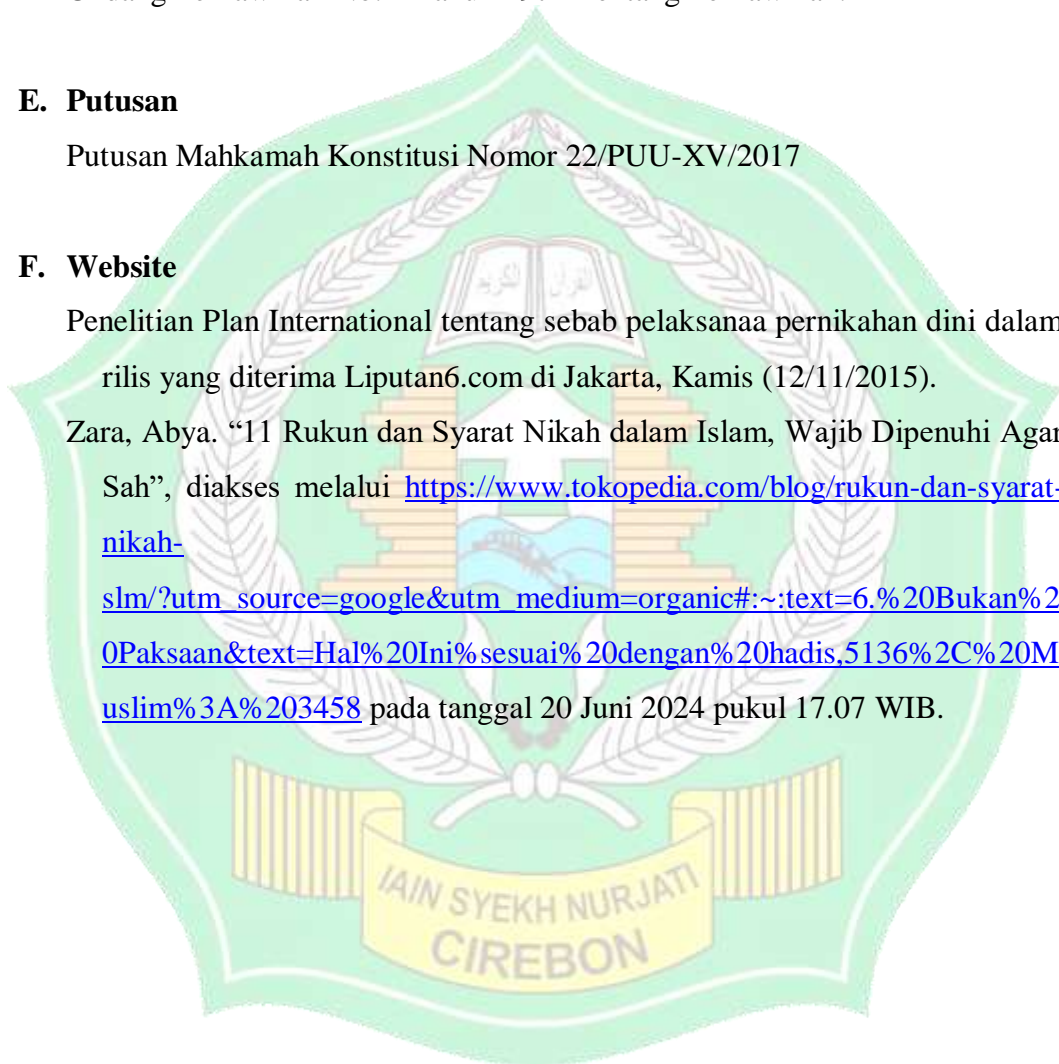 E. Putusan
Putusan Mahkamah Konstitusi Nomor 22/PUU-XV/2017
F. Website
Penelitian Plan International tentang sebab pelaksanaa pernikahan dini dalam
rilis yang diterima Liputan6.com di Jakarta, Kamis (12/11/2015).
Zara, Abya. “11 Rukun dan Syarat Nikah dalam Islam, Wajib Dipenuhi Agar
Sah”, diakses melalui https://www.tokopedia.com/blog/rukun-dan-syarat-
nikah-
slm/?utm_source=google&utm_medium=organic#:~:text=6.%20Bukan%2
0Paksaan&text=Hal%20Ini%sesuai%20dengan%20hadis,5136%2C%20M
uslim%3A%203458 pada tanggal 20 Juni 2024 pukul 17.07 WIB.
القرآن الكريم
IAIN SYEKH NURJATI
CIREBON